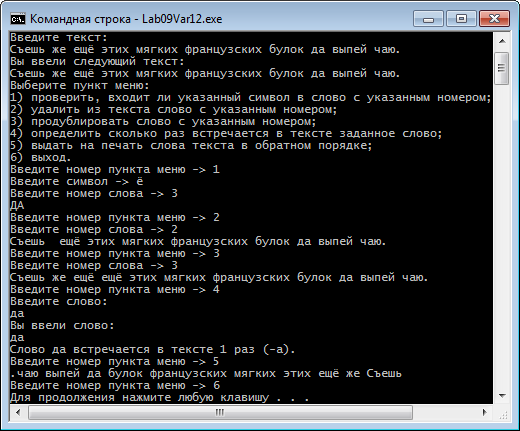 Командная строка - Lab09Var12.exe
Введите текст:
Съешь же ещё этих мягких французских булок да выпей чаю.
Вы ввели следующий текст:
Съешь же ещё этих мягких французских булок да выпей чаю.
Выберите пункт меню:
1) проверить, входит ли указанный символ в слово с указанным номером;
2) удалить из текста слово с указанным номером;
3) продублировать слово с указанным номером;
4) определить сколько раз встречается в тексте заданное слово;
5) выдать на печать слова текста в обратном порядке;
6) выход.
Введите номер пункта меню -> 1
Введите символ -> ё
Введите номер слова -> 3
ДА
Введите номер пункта меню -> 2
Введите номер слова -> 2
Съешь  ещё этих мягких французских булок да выпей чаю.
Введите номер пункта меню -> 3
Введите номер слова -> 3
Съешь же ещё ещё этих мягких французских булок да выпей чаю.
Введите номер пункта меню -> 4
Введите слово:
да
Вы ввели слово:
да
Слово да встречается в тексте 1 раз (-а).
Введите номер пункта меню -> 5
.чаю выпей да булок французских мягких этих ещё же Съешь
Введите номер пункта меню -> 6
Для продолжения нажмите любую клавишу . . .